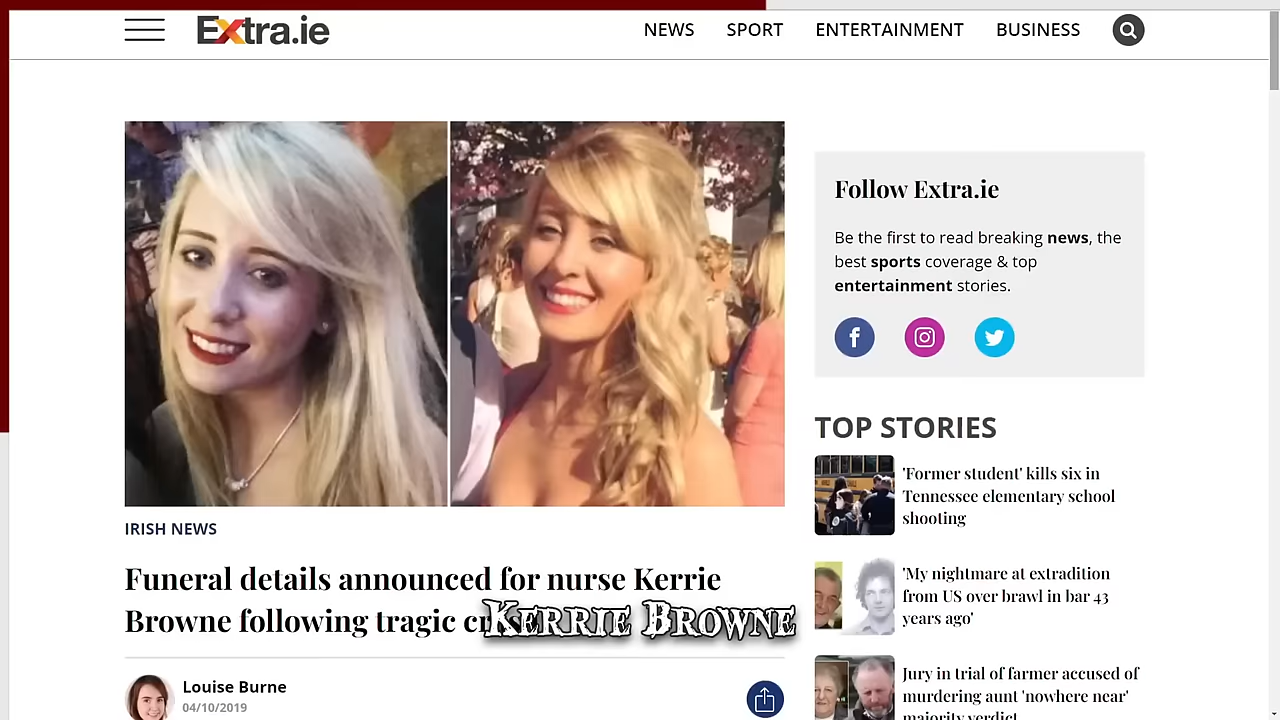 Extra.ie
NEWS SPORT ENTERTAINMENT BUSINESS
IRISH NEWS
Funeral details announced for nurse Kerrie
Browne following tragic
KERRIE BROWNE
Louise Burne
04/10/2019
Follow Extra.ie
Be the first to read breaking news, the
best sports coverage & top
entertainment stories.
TOP STORIES
'Former student' kills six in
Tennessee elementary school
shooting
'My nightmare at extradition
from US over brawl in bar 43
years ago'
Jury in trial of farmer accused of
murdering aunt 'nowhere near'
majority verdict